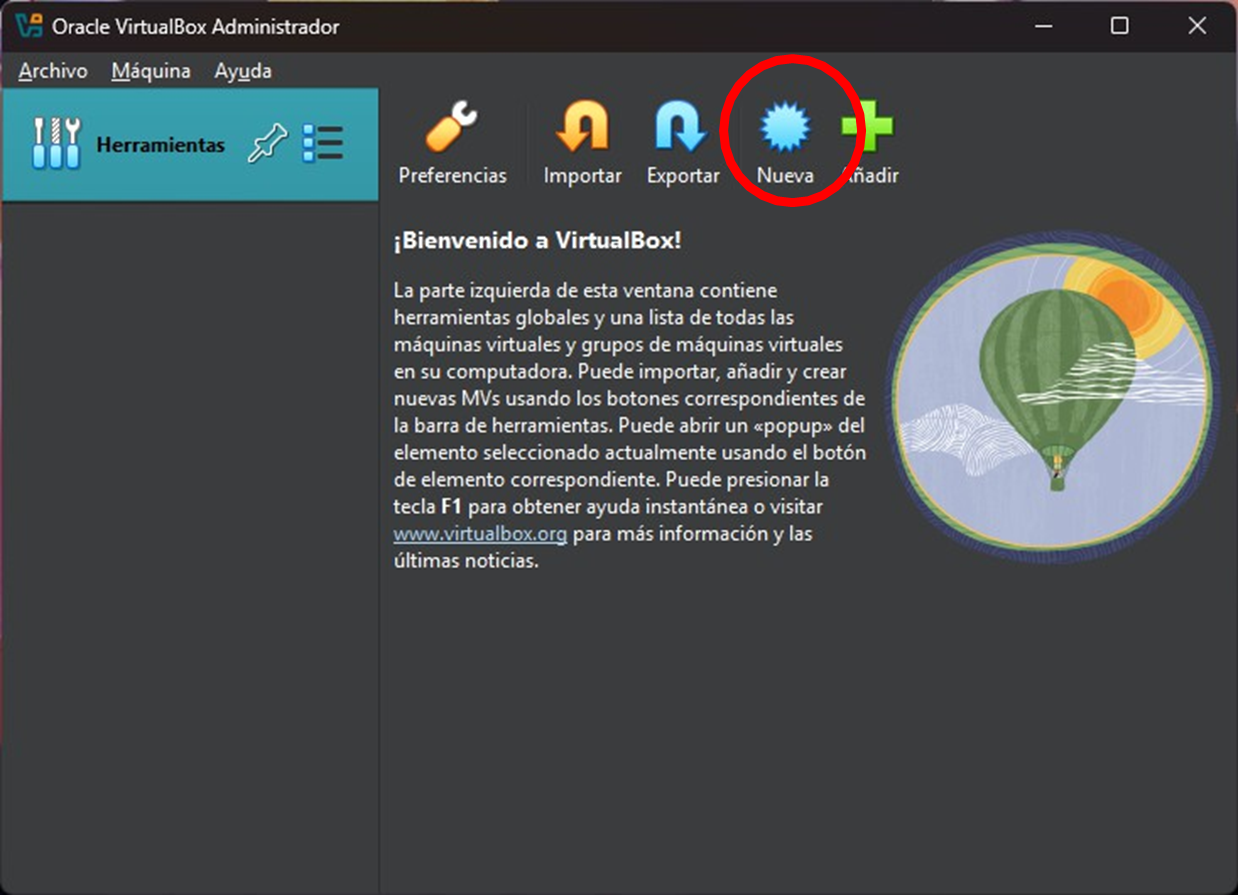 Oracle VirtualBox Administrador
Archivo Máquina Ayuda
Herramientas
Preferencias
Importar
Exportar
Nueva
Añadir
¡Bienvenido a VirtualBox!
La parte izquierda de esta ventana contiene
herramientas globales y una lista de todas las
máquinas virtuales y grupos de máquinas virtuales
en su computadora. Puede importar, añadir y crear
nuevas MVs usando los botones correspondientes de
la barra de herramientas. Puede abrir un «popup» del
elemento seleccionado actualmente usando el botón
de elemento correspondiente. Puede presionar la
tecla F1 para obtener ayuda instantánea o visitar
www.virtualbox.org para más información y las
últimas noticias.